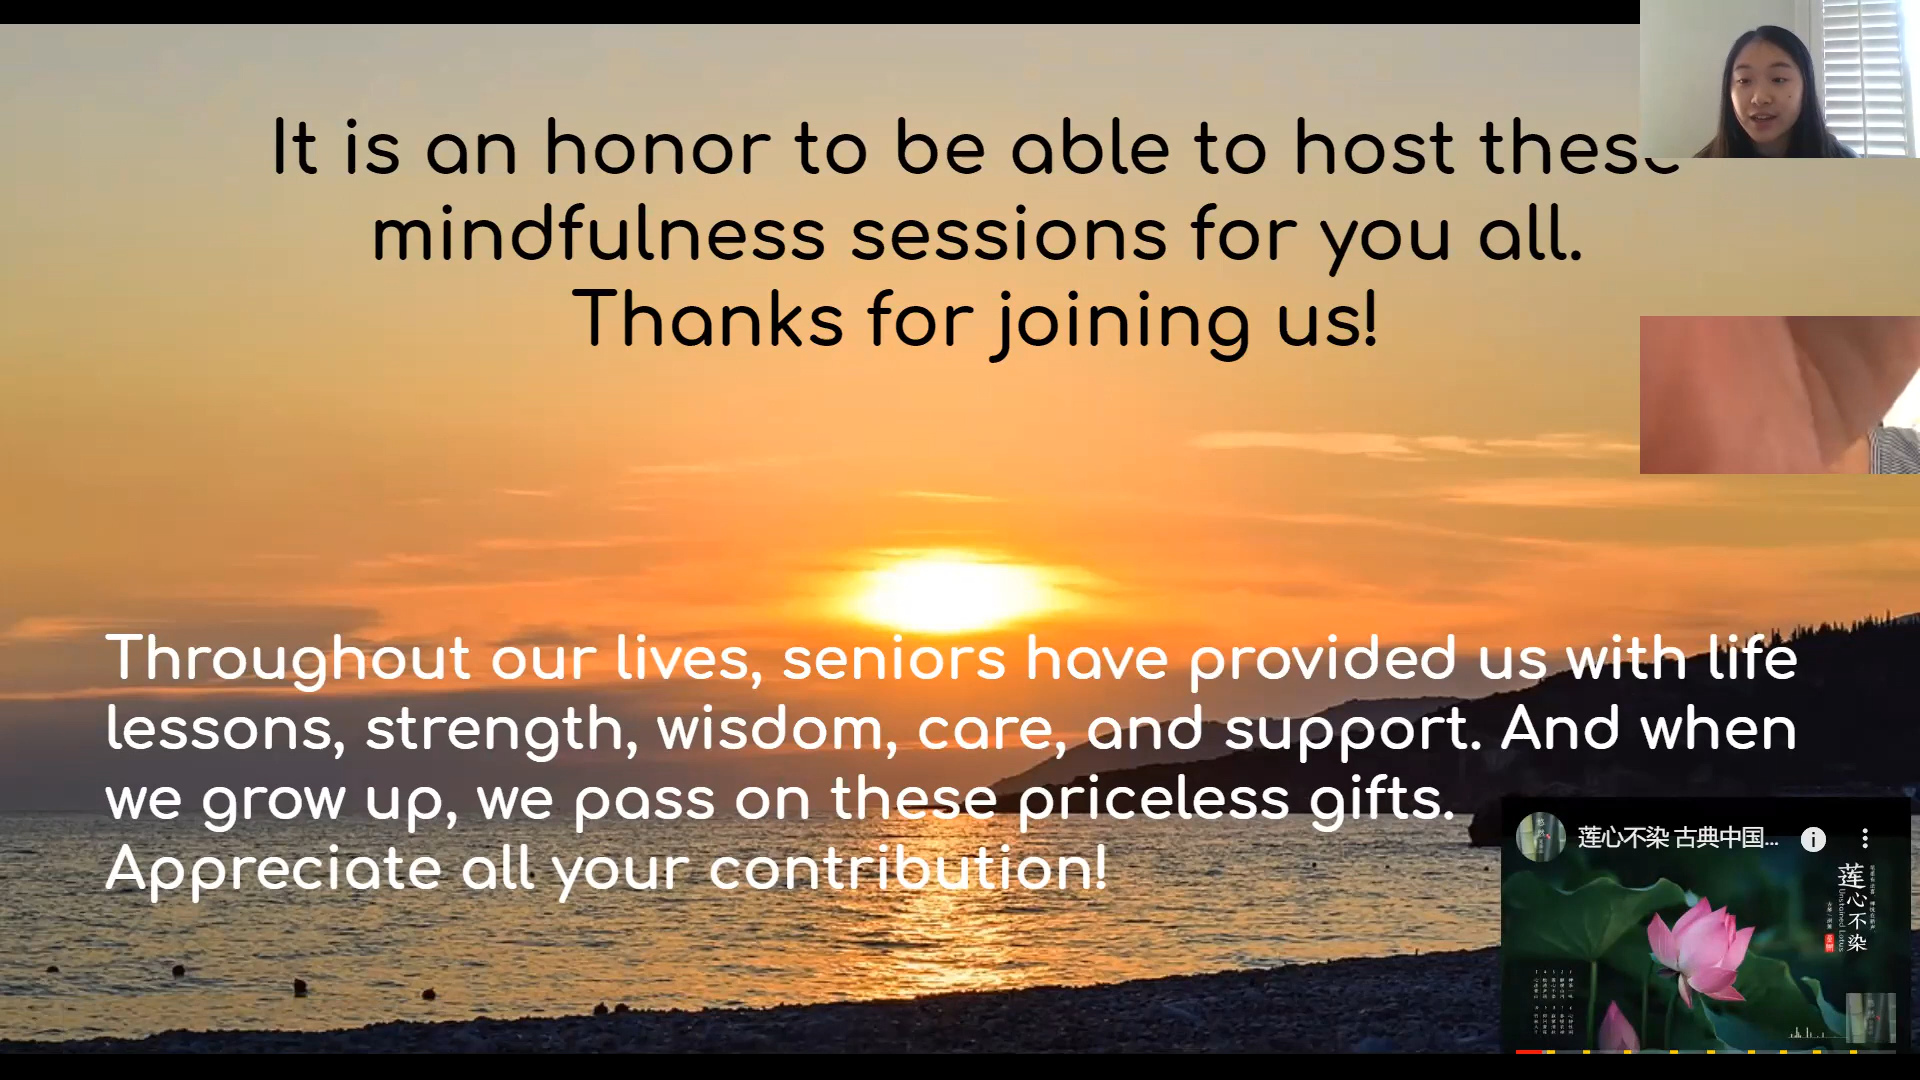 It is an honor to be able to host these
mindfulness sessions for you all.
Thanks for joining us!
Throughout our lives, seniors have provided us with life
lessons, strength, wisdom, care, and support. And when
we grow up, we pass on these priceless gifts.
Appreciate all your contribution!
莲心不染 古典中国...
莲心不染
Unstained Lotus